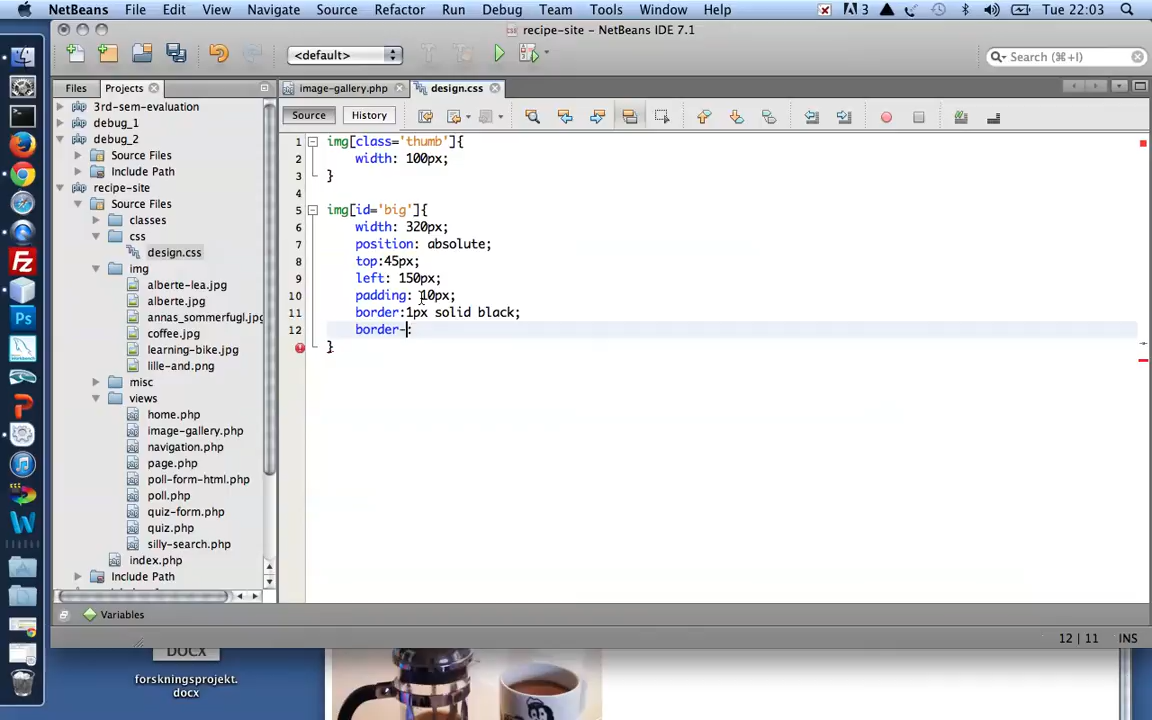 NetBeans File Edit View Navigate Source Refactor Run Debug Team Tools Window Help 3 Tue 22:03
recipe-site – NetBeans IDE 7.1
<default> Search (⌘+I)
Files Projects image-gallery.php design.css
Source History
3rd-sem-evaluation
debug_1
debug_2
Source Files
Include Path
recipe-site
Source Files
classes
css
design.css
img
alberte-lea.jpg
alberte.jpg
annas_sommerfugl.jpg
coffee.jpg
learning-bike.jpg
lille-and.png
misc
views
home.php
image-gallery.php
navigation.php
page.php
poll-form-html.php
poll.php
quiz-form.php
quiz.php
silly-search.php
index.php
Include Path
1 img[class='thumb']{
2 width: 100px;
3 }
4
5 img[id='big']{
6 width: 320px;
7 position: absolute;
8 top:45px;
9 left: 150px;
10 padding: 10px;
11 border:1px solid black;
12 border-:
}
Variables
12 | 11 INS
DOCX
forskningsprojekt.
docx